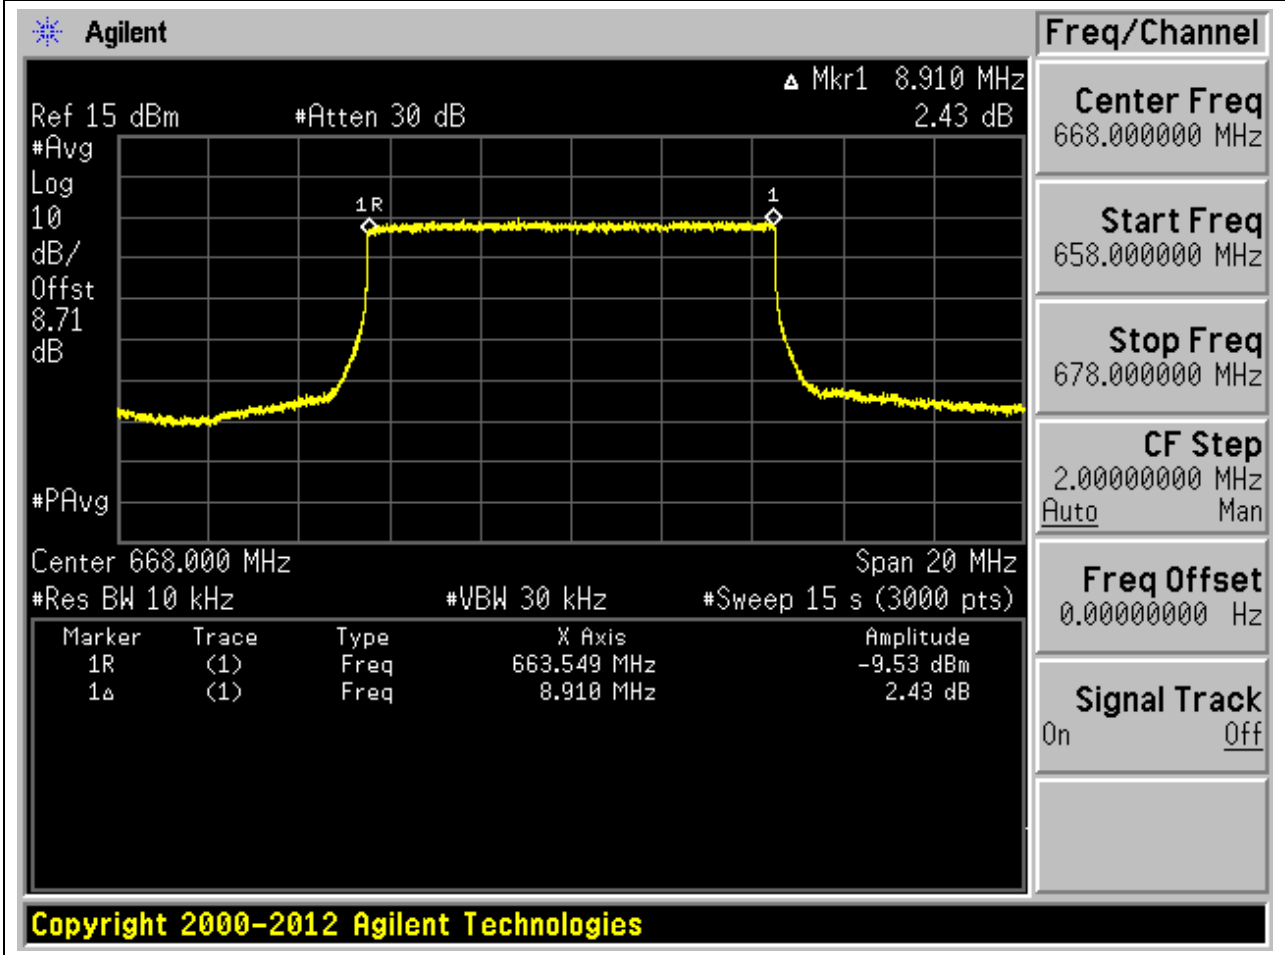 Agilent
Freq/Channel
▵ Mkr1 8.910 MHz
Ref 15 dBm #Atten 30 dB 2.43 dB
#Avg
Log
10
dB/
Offst
8.71
dB
1R
1
#PAvg
Center 668.000 MHz Span 20 MHz
#Res BW 10 kHz #VBW 30 kHz #Sweep 15 s (3000 pts)
Marker Trace Type X Axis Amplitude
1R (1) Freq 663.549 MHz -9.53 dBm
1▵ (1) Freq 8.910 MHz 2.43 dB
Center Freq
668.000000 MHz
Start Freq
658.000000 MHz
Stop Freq
678.000000 MHz
CF Step
2.00000000 MHz
Auto Man
Freq Offset
0.00000000 Hz
Signal Track
On Off
Copyright 2000-2012 Agilent Technologies